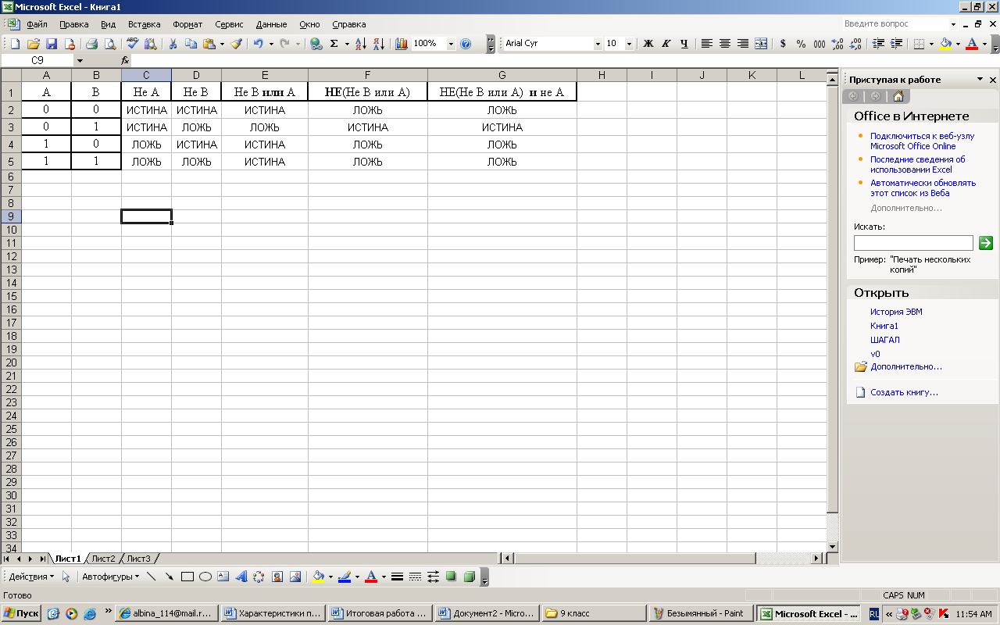 Microsoft Excel - Книга1
Файл Правка Вид Вставка Формат Сервис Данные Окно Справка Введите вопрос
100% Arial Cyr 10 Ж К Ч $ % 000
C9 fx
A B C D E F G H I J K L
1 A B Не А Не В Не В или А НЕ(Не В или А) НЕ(Не В или А) и не А
2 0 0 ИСТИНА ИСТИНА ИСТИНА ЛОЖЬ ЛОЖЬ
3 0 1 ИСТИНА ЛОЖЬ ЛОЖЬ ИСТИНА ИСТИНА
4 1 0 ЛОЖЬ ИСТИНА ИСТИНА ЛОЖЬ ЛОЖЬ
5 1 1 ЛОЖЬ ЛОЖЬ ИСТИНА ЛОЖЬ ЛОЖЬ
6
7
8
9
10
11
12
13
14
15
16
17
18
19
20
21
22
23
24
25
26
27
28
29
30
31
32
33
34
Приступая к работе
Office в Интернете
Подключиться к веб-узлу
Microsoft Office Online
Последние сведения об
использовании Excel
Автоматически обновлять
этот список из Веба
Дополнительно...
Искать:
Пример: "Печать нескольких
копий"
Открыть
История ЭВМ
Книга1
ШАГАЛ
v0
Дополнительно...
Создать книгу...
Лист1 Лист2 Лист3
Действия Автофигуры
Готово CAPS NUM
Пуск albina_114@mail.r... Характеристики п... Итоговая работа ... Документ2 - Micro... 9 класс Безымянный - Paint Microsoft Excel - ... RU 11:54 AM